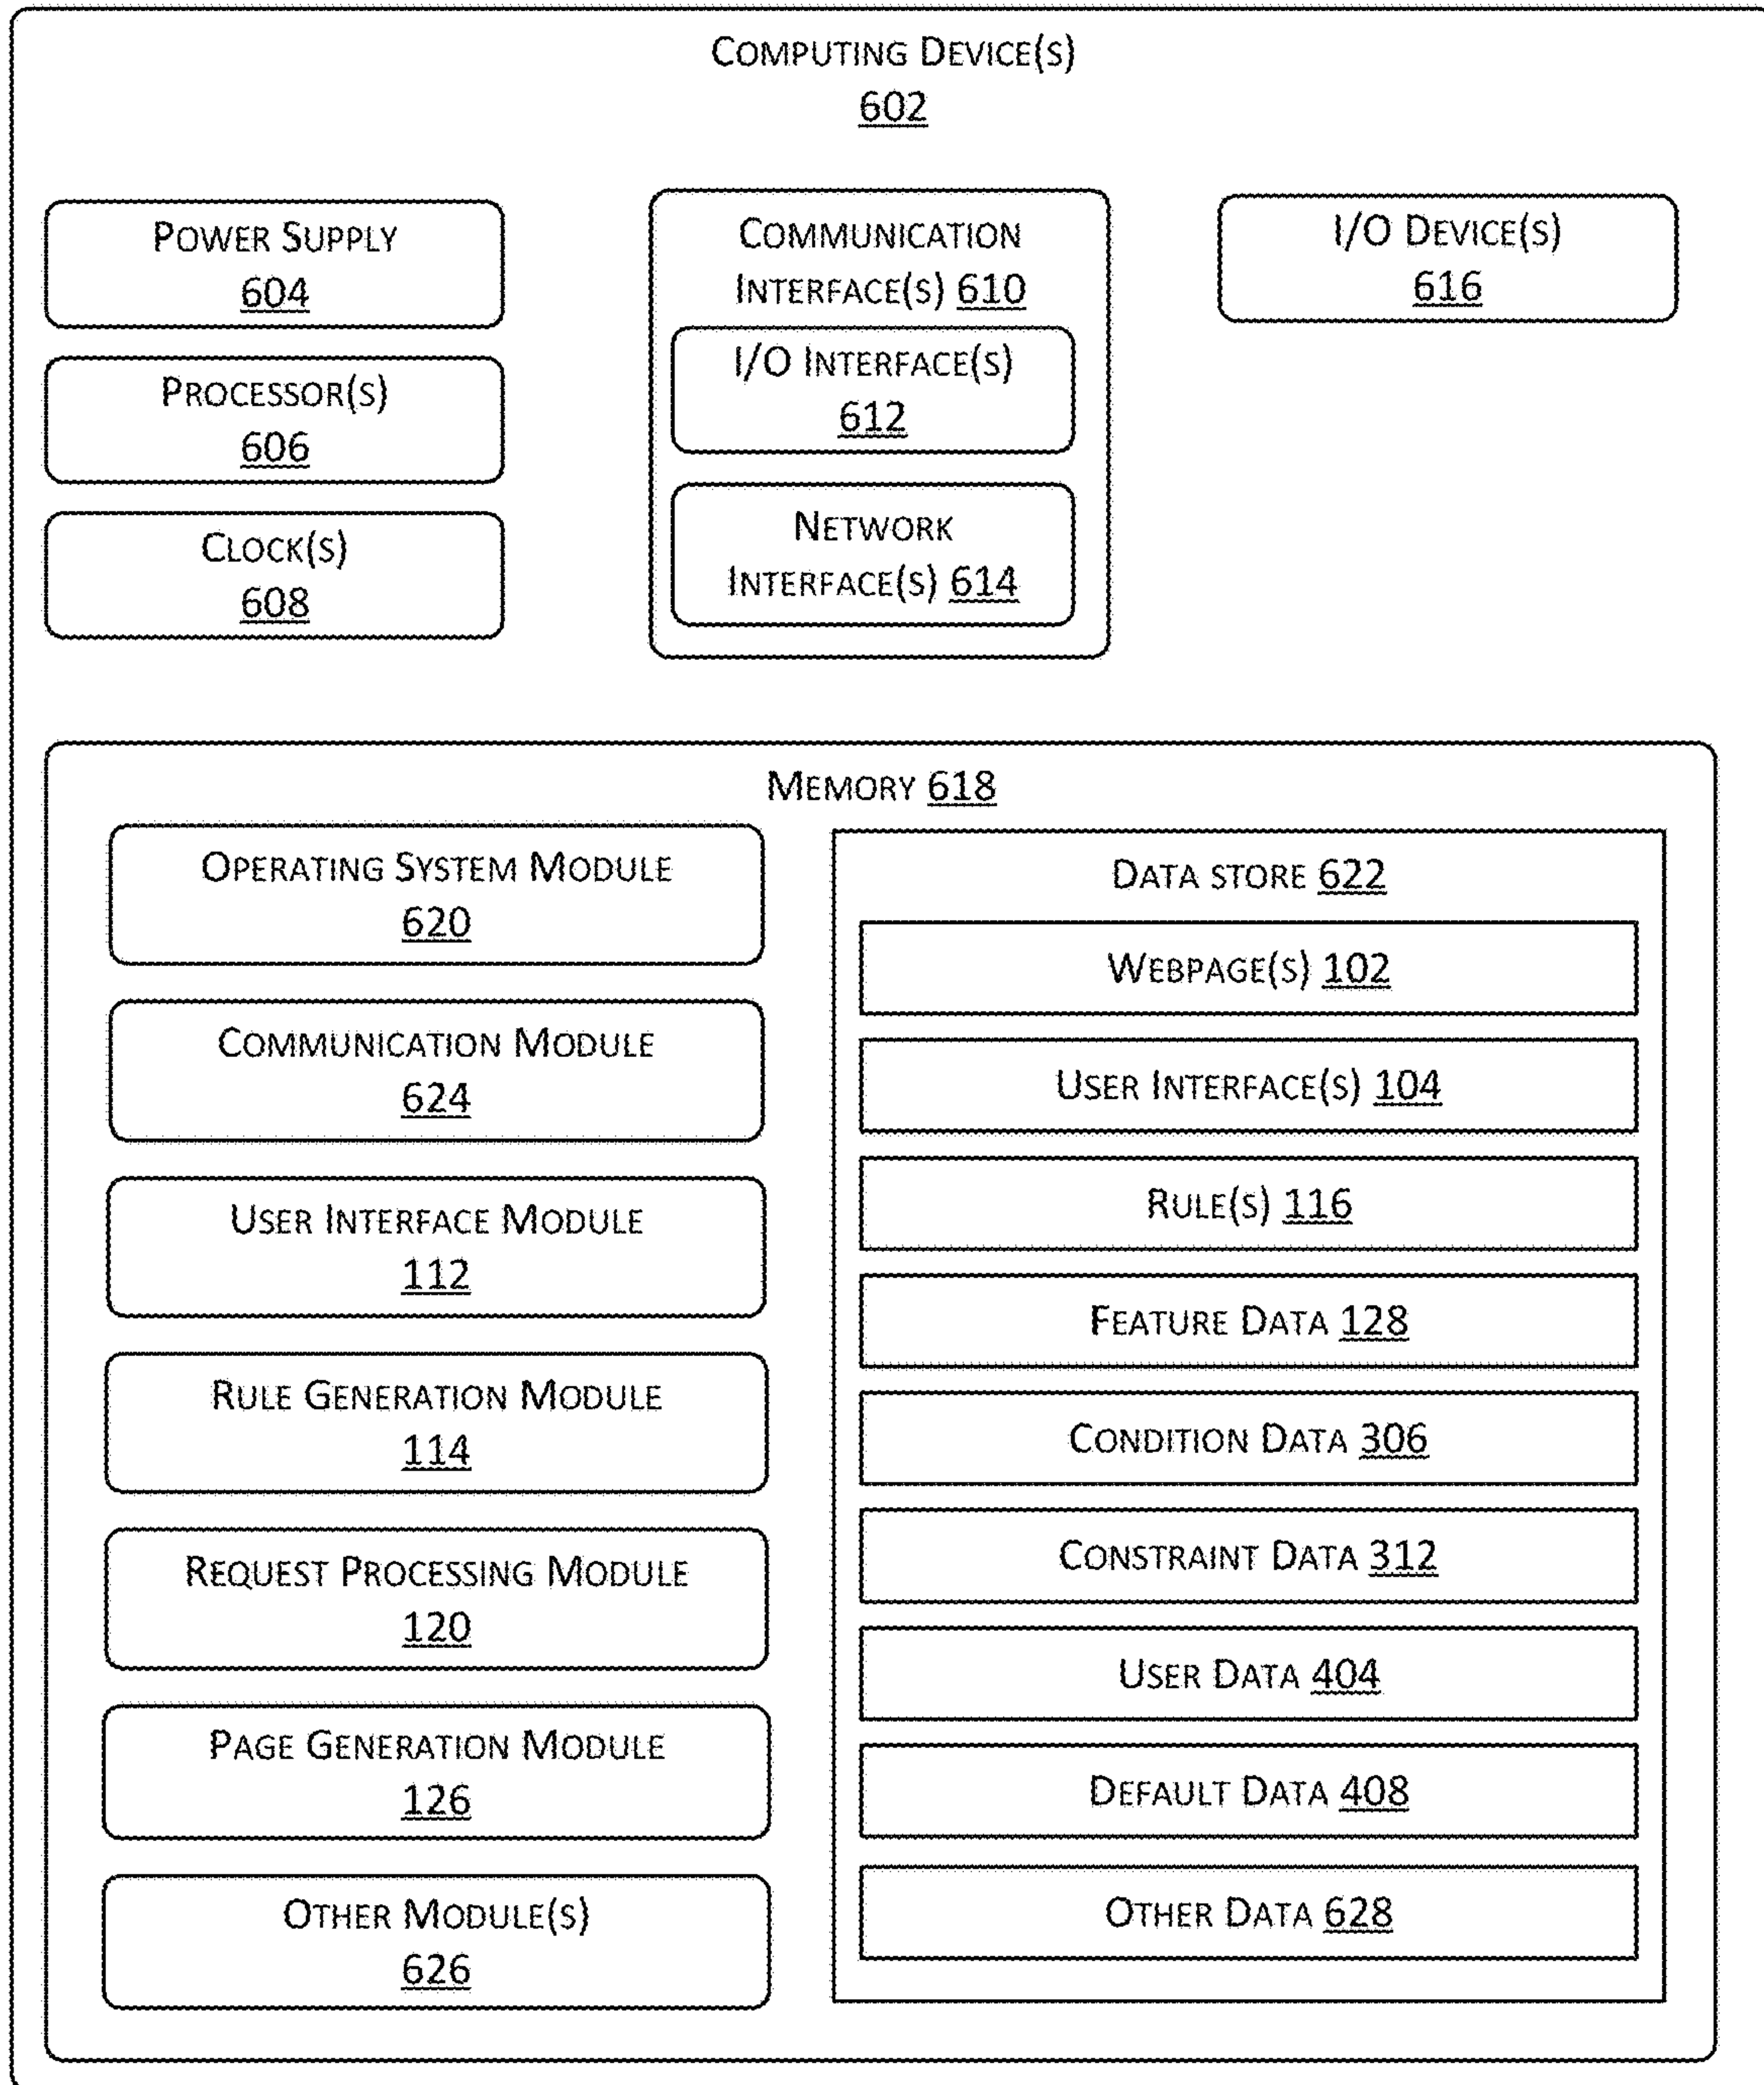 COMPUTING DEVICE(S)
602
POWER SUPPLY
604
PROCESSOR(S)
606
CLOCK(S)
608
COMMUNICATION
INTERFACE(S) 610
I/O INTERFACE(S)
612
NETWORK
INTERFACE(S) 614
I/O DEVICE(S)
616
MEMORY 618
OPERATING SYSTEM MODULE
620
COMMUNICATION MODULE
624
USER INTERFACE MODULE
112
RULE GENERATION MODULE
114
REQUEST PROCESSING MODULE
120
PAGE GENERATION MODULE
126
OTHER MODULE(S)
626
DATA STORE 622
WEBPAGE(S) 102
USER INTERFACE(S) 104
RULE(S) 116
FEATURE DATA 128
CONDITION DATA 306
CONSTRAINT DATA 312
USER DATA 404
DEFAULT DATA 408
OTHER DATA 628